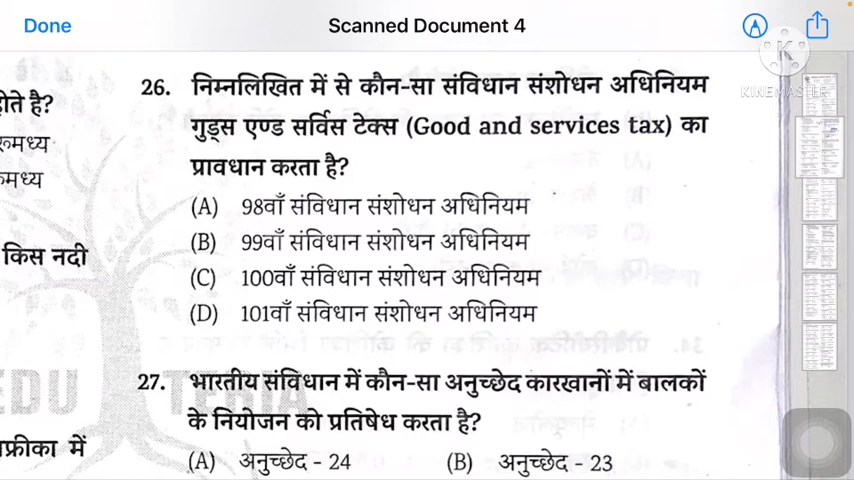 Done
Scanned Document 4
KINEMASTER
होते है?
रूमध्य
मध्य
किस नदी
फ्रीका में
26. निम्नलिखित में से कौन-सा संविधान संशोधन अधिनियम
गुड्स एण्ड सर्विस टेक्स (Good and services tax) का
प्रावधान करता है?
(A) 98वाँ संविधान संशोधन अधिनियम
(B) 99वाँ संविधान संशोधन अधिनियम
(C) 100वाँ संविधान संशोधन अधिनियम
(D) 101वाँ संविधान संशोधन अधिनियम
27. भारतीय संविधान में कौन-सा अनुच्छेद कारखानों में बालकों
के नियोजन को प्रतिषेध करता है?
(A) अनुच्छेद - 24 (B) अनुच्छेद - 23